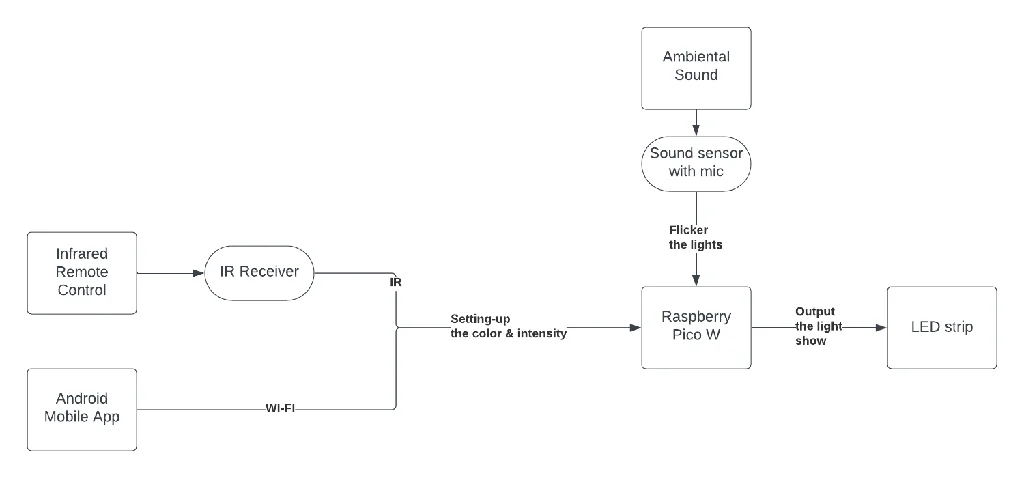 Ambiental
Sound
Sound sensor
with mic
Flicker
the lights
Infrared
Remote
Control
IR Receiver
IR
Setting-up
the color & intensity
Raspberry
Pico W
Output
the light
show
LED strip
Android
Mobile App
WI-FI